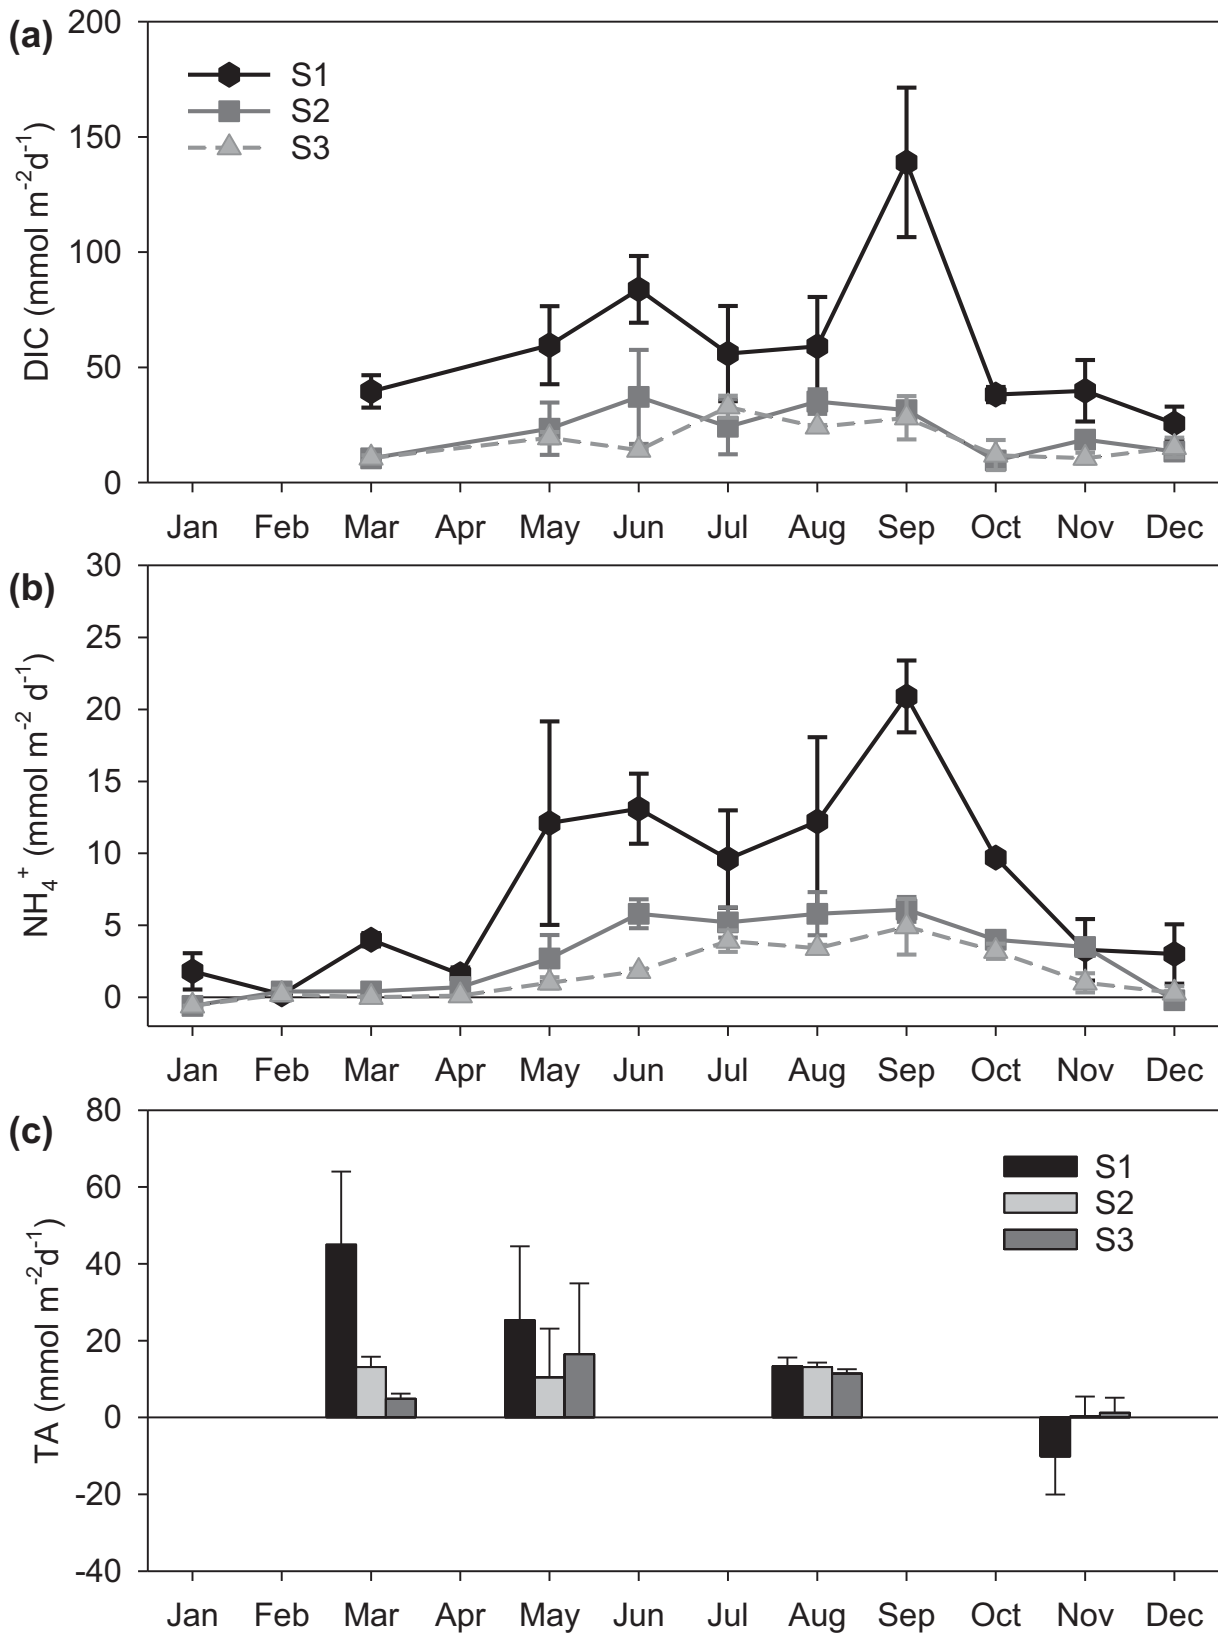 (a)
DIC (mmol m⁻²d⁻¹)
200
150
100
50
0
S1
S2
S3
Jan Feb Mar Apr May Jun Jul Aug Sep Oct Nov Dec
(b)
NH₄⁺ (mmol m⁻² d⁻¹)
30
25
20
15
10
5
0
Jan Feb Mar Apr May Jun Jul Aug Sep Oct Nov Dec
(c)
TA (mmol m⁻²d⁻¹)
80
60
40
20
0
-20
-40
S1
S2
S3
Jan Feb Mar Apr May Jun Jul Aug Sep Oct Nov Dec